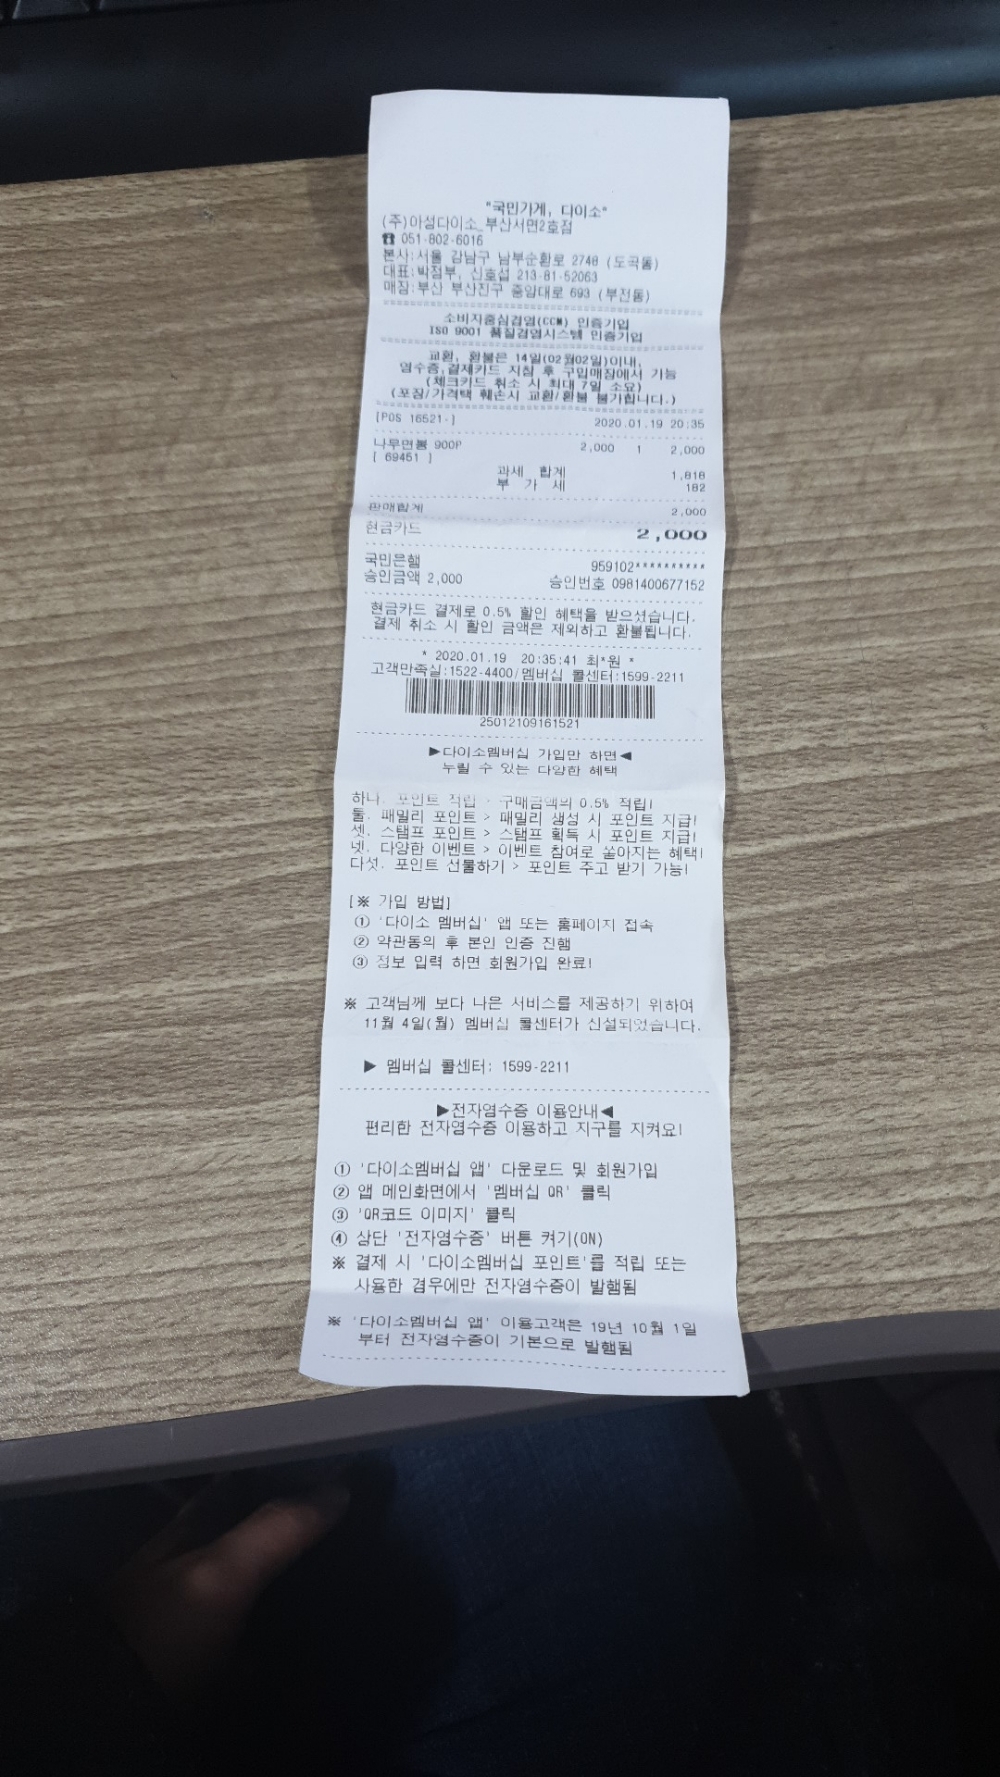 "국민가게, 다이소"
(주)아성다이소_부산서면2호점
☎ 051-802-6016
본사:서울 강남구 남부순환로 2748 (도곡동)
대표:박정부, 신호섭 213-81-52063
매장:부산 부산진구 중앙대로 693 (부전동)
소비자중심경영(CCM) 인증기업
ISO 9001 품질경영시스템 인증기업
교환, 환불은 14일(02월02일)이내,
영수증,결제카드 지참 후 구입매장에서 가능
(체크카드 취소 시 최대 7일 소요)
(포장/가격택 훼손시 교환/환불 불가합니다.)
[POS 16521-] 2020.01.19 20:35
나무면봉 900P 2,000 1 2,000
[ 69451 ]
과세 합계 1,818
부 가 세 182
판매합계 2,000
현금카드 2,000
국민은행 959102**********
승인금액 2,000 승인번호 0981400677152
현금카드 결제로 0.5% 할인 혜택을 받으셨습니다.
결제 취소 시 할인 금액은 제외하고 환불됩니다.
* 2020.01.19 20:35:41 최*원 *
고객만족실:1522-4400/멤버십 콜센터:1599-2211
25012109161521
▶다이소멤버십 가입만 하면◀
누릴 수 있는 다양한 혜택
하나. 포인트 적립 > 구매금액의 0.5% 적립!
둘. 패밀리 포인트 > 패밀리 생성 시 포인트 지급!
셋. 스탬프 포인트 > 스탬프 획득 시 포인트 지급!
넷. 다양한 이벤트 > 이벤트 참여로 쏟아지는 혜택!
다섯. 포인트 선물하기 > 포인트 주고 받기 가능!
[※ 가입 방법]
① '다이소 멤버십' 앱 또는 홈페이지 접속
② 약관동의 후 본인 인증 진행
③ 정보 입력 하면 회원가입 완료!
※ 고객님께 보다 나은 서비스를 제공하기 위하여
11월 4일(월) 멤버십 콜센터가 신설되었습니다.
▶ 멤버십 콜센터: 1599-2211
▶전자영수증 이용안내◀
편리한 전자영수증 이용하고 지구를 지켜요!
① '다이소멤버십 앱' 다운로드 및 회원가입
② 앱 메인화면에서 '멤버십 QR' 클릭
③ 'QR코드 이미지' 클릭
④ 상단 '전자영수증' 버튼 켜기(ON)
※ 결제 시 '다이소멤버십 포인트'를 적립 또는
사용한 경우에만 전자영수증이 발행됨
※ '다이소멤버십 앱' 이용고객은 19년 10월 1일
부터 전자영수증이 기본으로 발행됨